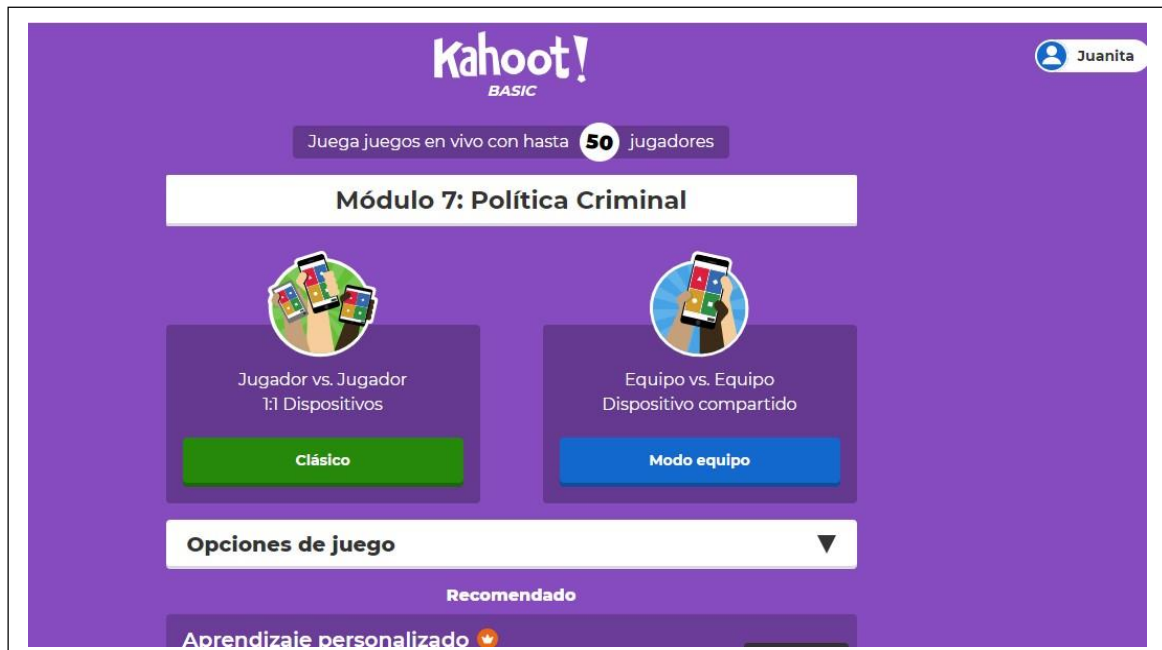 Kahoot!
BASIC
Juanita
Juega juegos en vivo con hasta 50 jugadores
Módulo 7: Política Criminal
Jugador vs. Jugador
1:1 Dispositivos
Clásico
Equipo vs. Equipo
Dispositivo compartido
Modo equipo
Opciones de juego
Recomendado
Aprendizaje personalizado